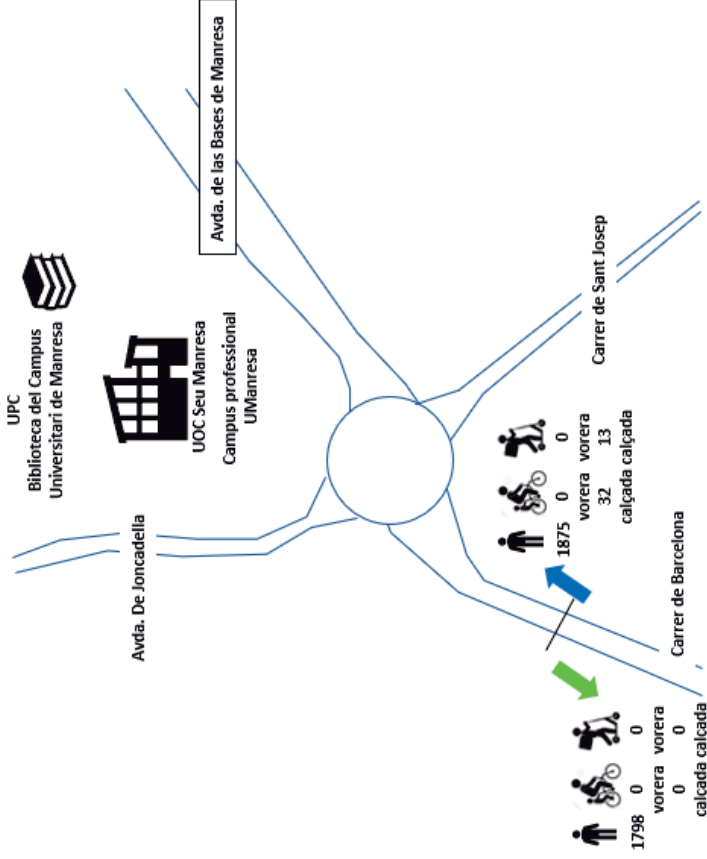 UPC
Biblioteca del Campus
Universitari de Manresa
UOC Seu Manresa
Campus professional
UManresa
Avda. de las Bases de Manresa
Avda. De Joncadella
Carrer de Sant Josep
1875 0 0
vorera vorera
32 13
calçada calçada
Carrer de Barcelona
1798 0 0
vorera vorera
0 0
calcada calcada